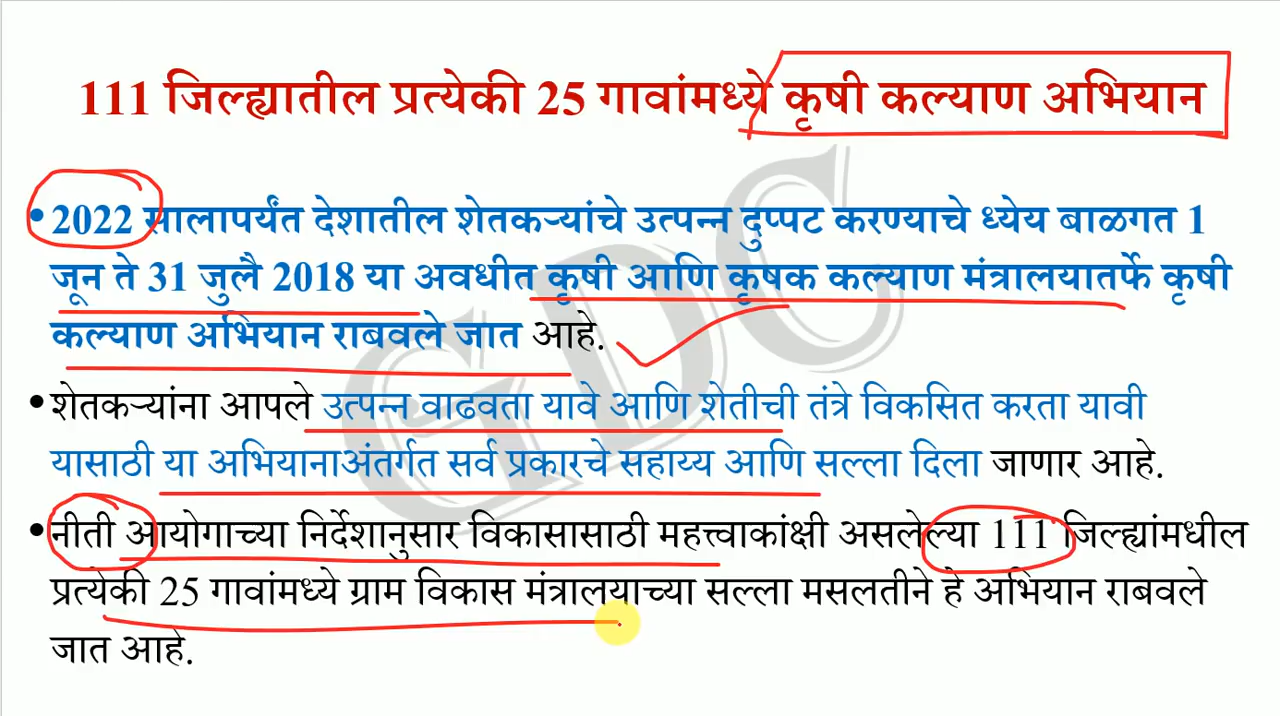 111 जिल्ह्यातील प्रत्येकी 25 गावांमध्ये कृषी कल्याण अभियान
• 2022 सालापर्यंत देशातील शेतकऱ्यांचे उत्पन्न दुप्पट करण्याचे ध्येय बाळगत 1
जून ते 31 जुलै 2018 या अवधीत कृषी आणि कृषक कल्याण मंत्रालयातर्फे कृषी
कल्याण अभियान राबवले जात आहे.
• शेतकऱ्यांना आपले उत्पन्न वाढवता यावे आणि शेतीची तंत्रे विकसित करता यावी
यासाठी या अभियानाअंतर्गत सर्व प्रकारचे सहाय्य आणि सल्ला दिला जाणार आहे.
• नीती आयोगाच्या निर्देशानुसार विकासासाठी महत्त्वाकांक्षी असलेल्या 111 जिल्ह्यांमधील
प्रत्येकी 25 गावांमध्ये ग्राम विकास मंत्रालयाच्या सल्ला मसलतीने हे अभियान राबवले
जात आहे.
GDC